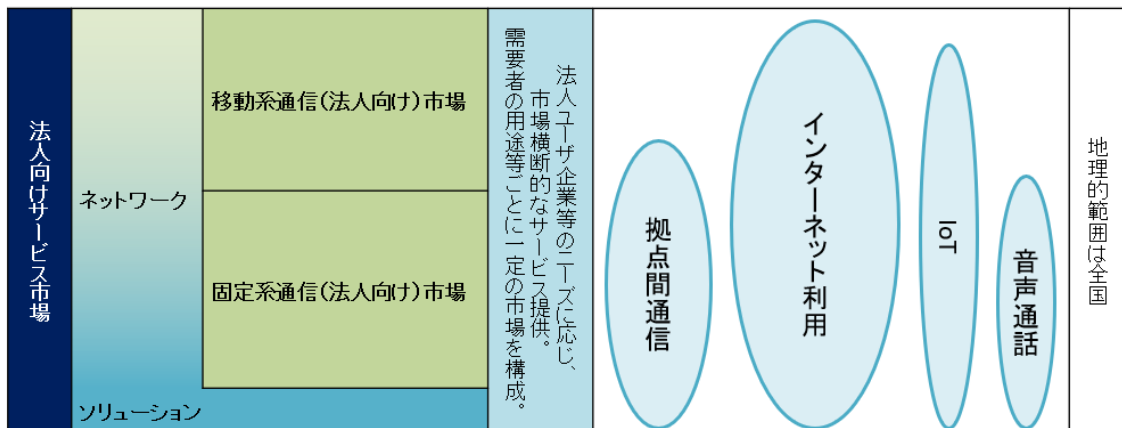 法人向けサービス市場
ネットワーク
ソリューション
移動系通信(法人向け)市場
固定系通信(法人向け)市場
法人ユーザ企業等のニーズに応じ、
市場横断的なサービス提供。
需要者の用途等ごとに一定の市場を構成。
拠点間通信
インターネット利用
IoT
音声通話
地理的範囲は全国